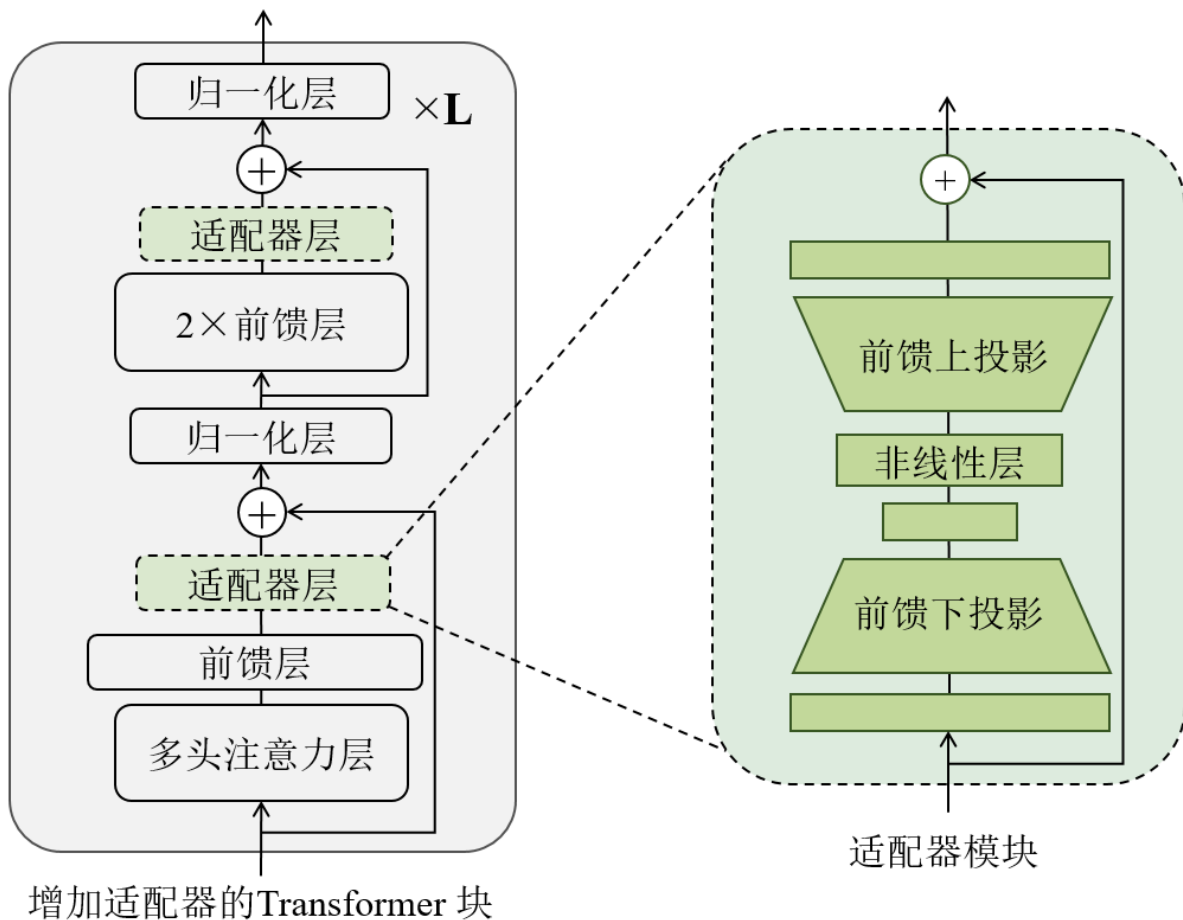 归一化层
×L
+
适配器层
2×前馈层
归一化层
+
适配器层
前馈层
多头注意力层
增加适配器的Transformer 块
+
前馈上投影
非线性层
前馈下投影
适配器模块